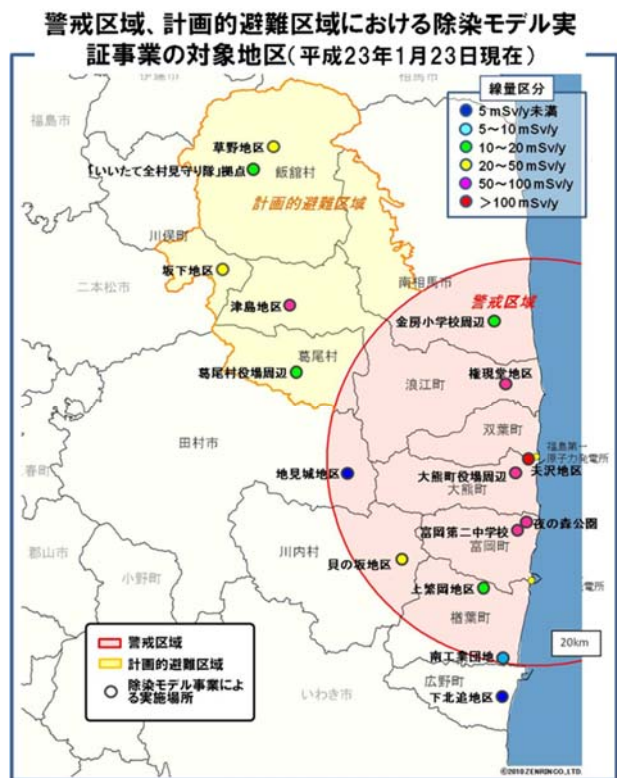 警戒区域、計画的避難区域における除染モデル実
証事業の対象地区(平成23年1月23日現在)
線量区分
5 mSv/y未満
5～10 mSv/y
10～20 mSv/y
20～50 mSv/y
50～100 mSv/y
＞100 mSv/y
伊達市
相馬市
福島市
草野地区
「いいたて全村見守り隊」拠点
飯舘村
計画的避難区域
川俣町
坂下地区
二本松市
南相馬市
津島地区
警戒区域
金房小学校周辺
葛尾村
葛尾村役場周辺
権現堂地区
浪江町
双葉町
田村市
福島第一
原子力発電所
地見城地区
大熊町役場周辺
夫沢地区
大熊町
春町
夜の森公園
富岡第二中学校
富岡町
郡山市
川内村
貝の坂地区
小野町
上繁岡地区
電所
楢葉町
警戒区域
計画的避難区域
除染モデル事業によ
る実施場所
20km
南工業団地
広野町
いわき市
下北迫地区
©2010 ZENRIN CO.,LTD.